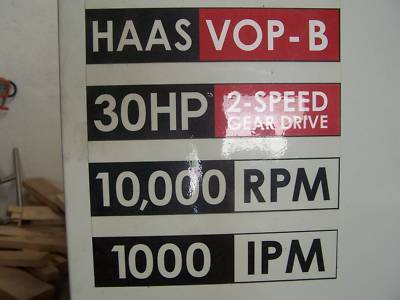 HAAS VOP-B
30HP 2-SPEED
GEAR DRIVE
10,000 RPM
1000 IPM